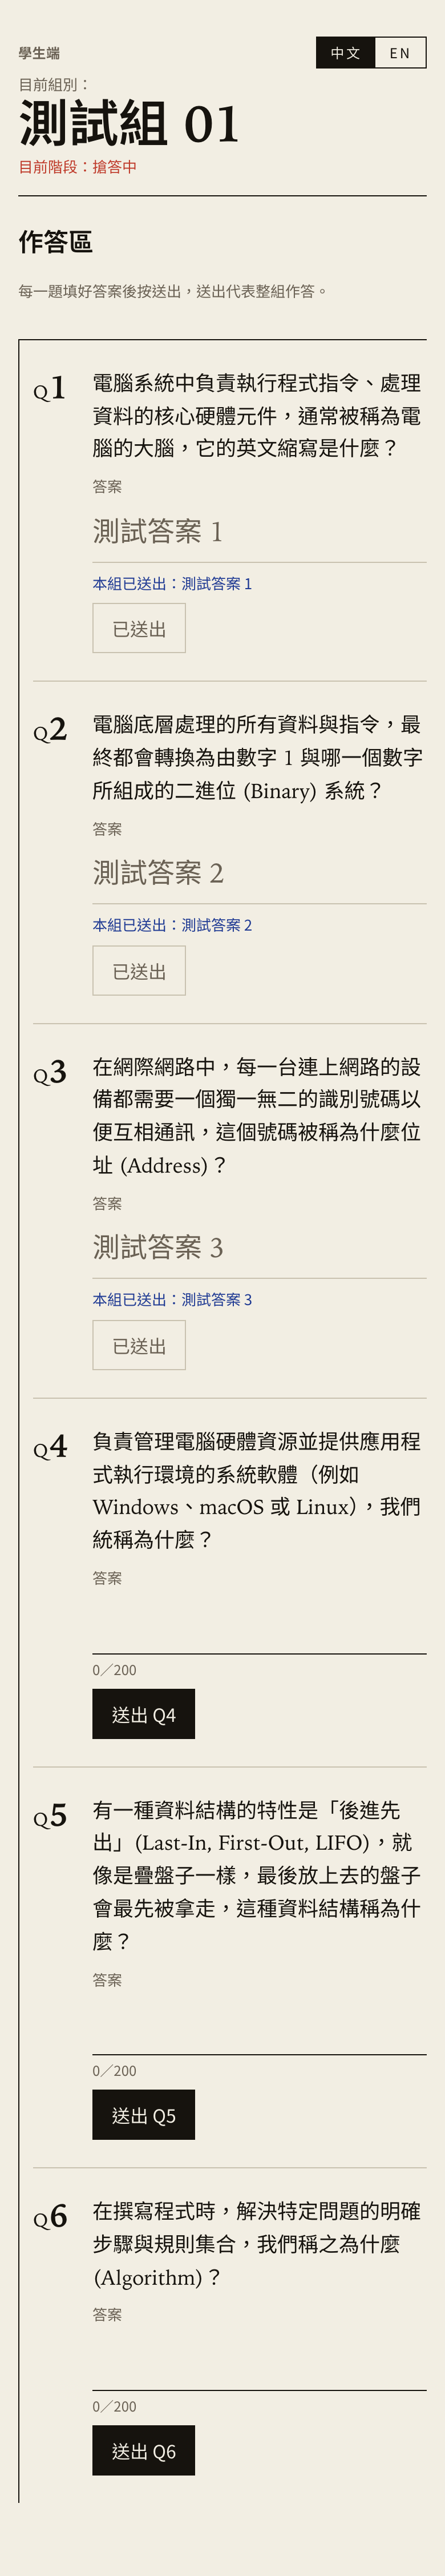 學生端
中文 EN
目前組別：
測試組 01
目前階段：搶答中
作答區
每一題填好答案後按送出，送出代表整組作答。
Q1
電腦系統中負責執行程式指令、處理
資料的核心硬體元件，通常被稱為電
腦的大腦，它的英文縮寫是什麼？
答案
測試答案 1
本組已送出：測試答案 1
已送出
Q2
電腦底層處理的所有資料與指令，最
終都會轉換為由數字 1 與哪一個數字
所組成的二進位 (Binary) 系統？
答案
測試答案 2
本組已送出：測試答案 2
已送出
Q3
在網際網路中，每一台連上網路的設
備都需要一個獨一無二的識別號碼以
便互相通訊，這個號碼被稱為什麼位
址 (Address)？
答案
測試答案 3
本組已送出：測試答案 3
已送出
Q4
負責管理電腦硬體資源並提供應用程
式執行環境的系統軟體（例如
Windows、macOS 或 Linux），我們
統稱為什麼？
答案
0／200
送出 Q4
Q5
有一種資料結構的特性是「後進先
出」(Last-In, First-Out, LIFO)，就
像是疊盤子一樣，最後放上去的盤子
會最先被拿走，這種資料結構稱為什
麼？
答案
0／200
送出 Q5
Q6
在撰寫程式時，解決特定問題的明確
步驟與規則集合，我們稱之為什麼
(Algorithm)？
答案
0／200
送出 Q6